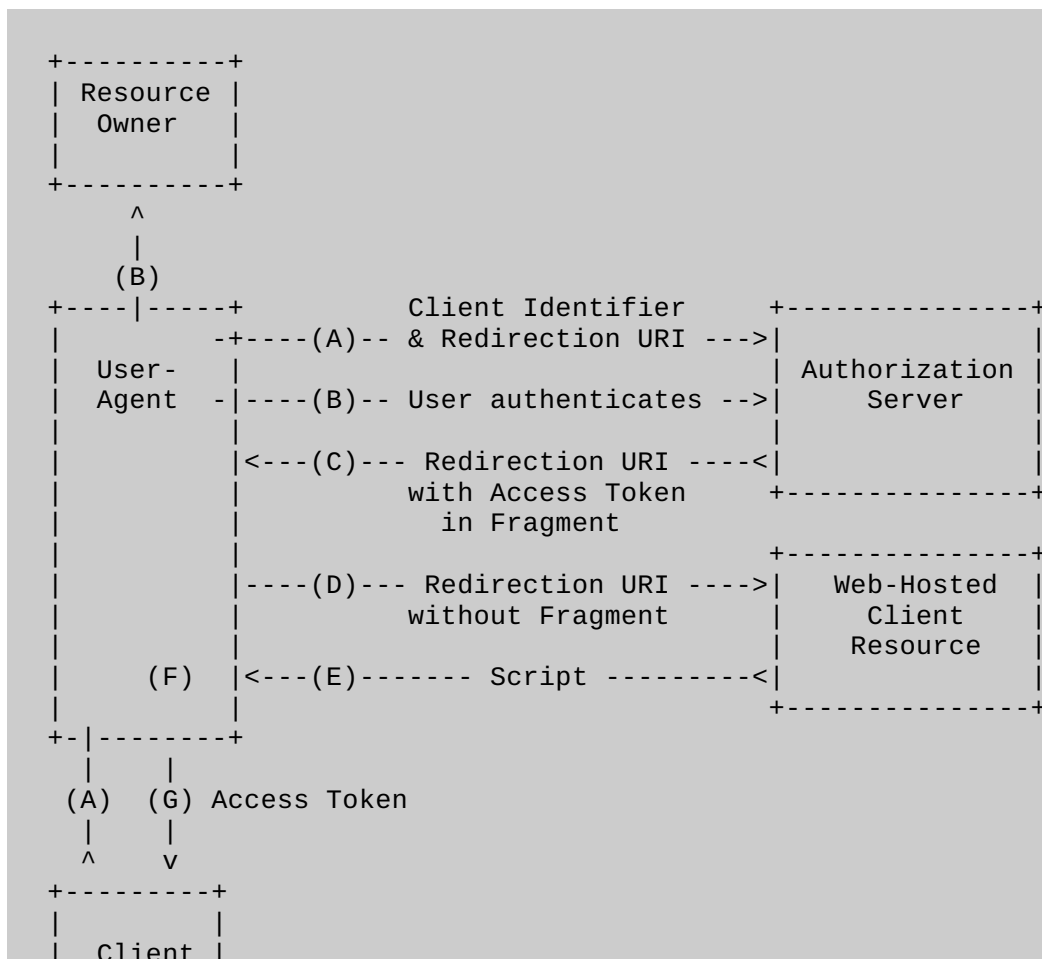 +----------+
| Resource |
|  Owner   |
|          |
+----------+
     ^
     |
    (B)
+----|-----+          Client Identifier     +---------------+
|         -+----(A)-- & Redirection URI --->|               |
|  User-   |                                | Authorization |
|  Agent  -|----(B)-- User authenticates -->|     Server    |
|          |                                |               |
|          |<---(C)--- Redirection URI ----<|               |
|          |          with Access Token     +---------------+
|          |            in Fragment
|          |                                +---------------+
|          |----(D)--- Redirection URI ---->|   Web-Hosted  |
|          |          without Fragment      |     Client    |
|          |                                |    Resource   |
|     (F)  |<---(E)------- Script ---------<|               |
|          |                                +---------------+
+-|--------+
  |    |
 (A)  (G) Access Token
  |    |
  ^    v
+---------+
|         |
|  Client |